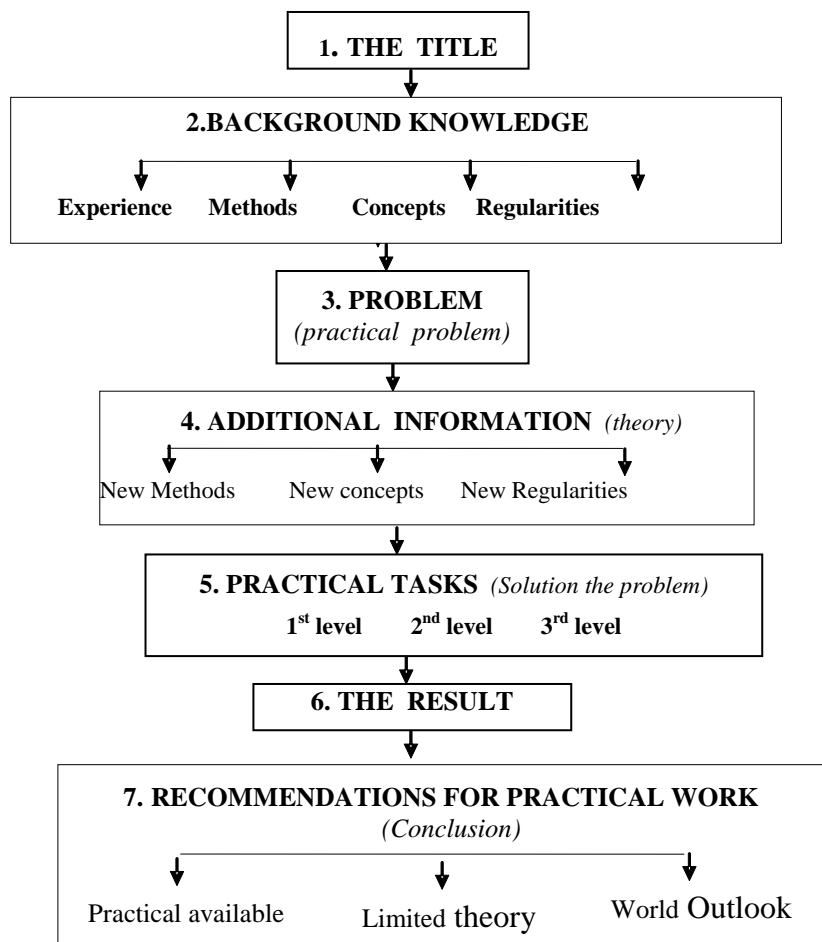 1. THE TITLE
2.BACKGROUND KNOWLEDGE
Experience Methods Concepts Regularities
3. PROBLEM
(practical problem)
4. ADDITIONAL INFORMATION (theory)
New Methods New concepts New Regularities
5. PRACTICAL TASKS (Solution the problem)
1st level 2nd level 3rd level
6. THE RESULT
7. RECOMMENDATIONS FOR PRACTICAL WORK
(Conclusion)
Practical available Limited theory World Outlook